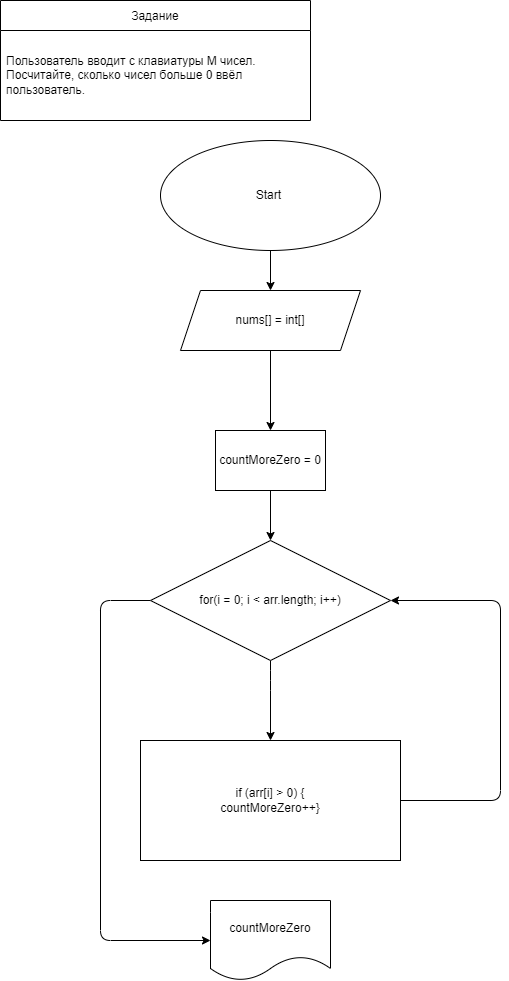 Задание
Пользователь вводит с клавиатуры M чисел.
Посчитайте, сколько чисел больше 0 ввёл
пользователь.
Start
nums[] = int[]
countMoreZero = 0
for(i = 0; i < arr.length; i++)
if (arr[i] > 0) {
countMoreZero++}
countMoreZero